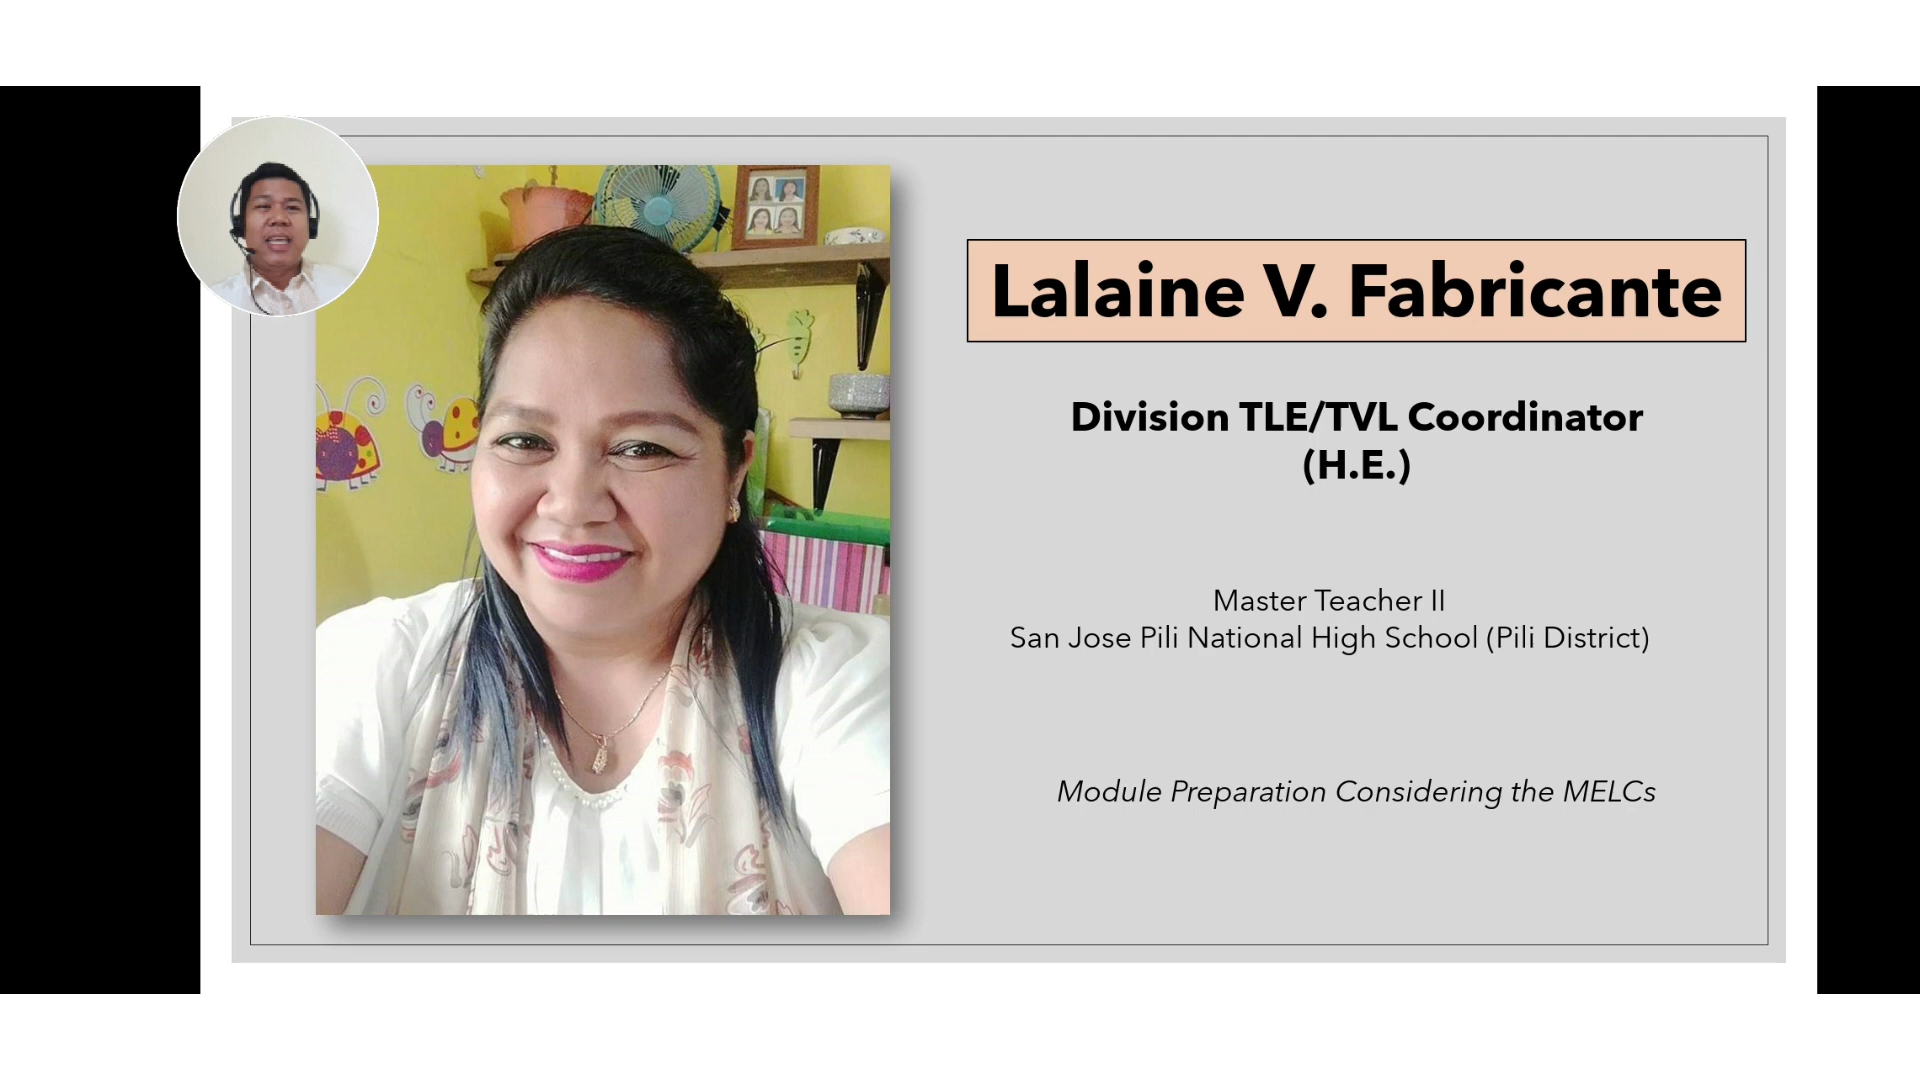 Lalaine V. Fabricante
Division TLE/TVL Coordinator
(H.E.)
Master Teacher II
San Jose Pili National High School (Pili District)
Module Preparation Considering the MELCs